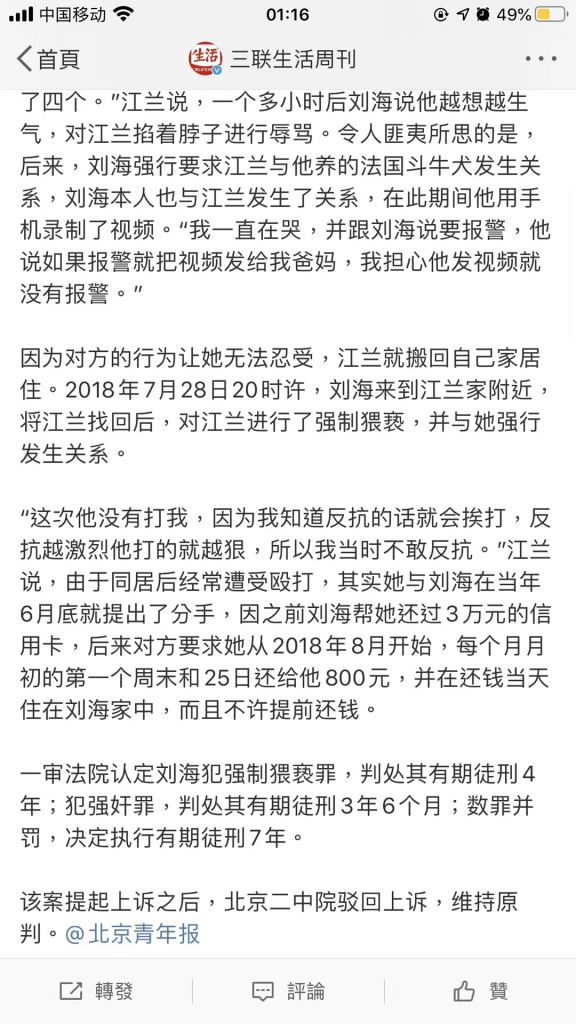 中国移动
01:16
49%
首頁
生活
三联生活周刊
了四个。”江兰说，一个多小时后刘海说他越想越生
气，对江兰掐着脖子进行辱骂。令人匪夷所思的是，
后来，刘海强行要求江兰与他养的法国斗牛犬发生关
系，刘海本人也与江兰发生了关系，在此期间他用手
机录制了视频。“我一直在哭，并跟刘海说要报警，他
说如果报警就把视频发给我爸妈，我担心他发视频就
没有报警。”
因为对方的行为让她无法忍受，江兰就搬回自己家居
住。2018年7月28日20时许，刘海来到江兰家附近，
将江兰找回后，对江兰进行了强制猥亵，并与她强行
发生关系。
“这次他没有打我，因为我知道反抗的话就会挨打，反
抗越激烈他打的就越狠，所以我当时不敢反抗。”江兰
说，由于同居后经常遭受殴打，其实她与刘海在当年
6月底就提出了分手，因之前刘海帮她还过3万元的信
用卡，后来对方要求她从2018年8月开始，每个月月
初的第一个周末和25日还给他800元，并在还钱当天
住在刘海家中，而且不许提前还钱。
一审法院认定刘海犯强制猥亵罪，判处其有期徒刑4
年；犯强奸罪，判处其有期徒刑3年6个月；数罪并
罚，决定执行有期徒刑7年。
该案提起上诉之后，北京二中院驳回上诉，维持原
判。@北京青年报
轉發
評論
贊